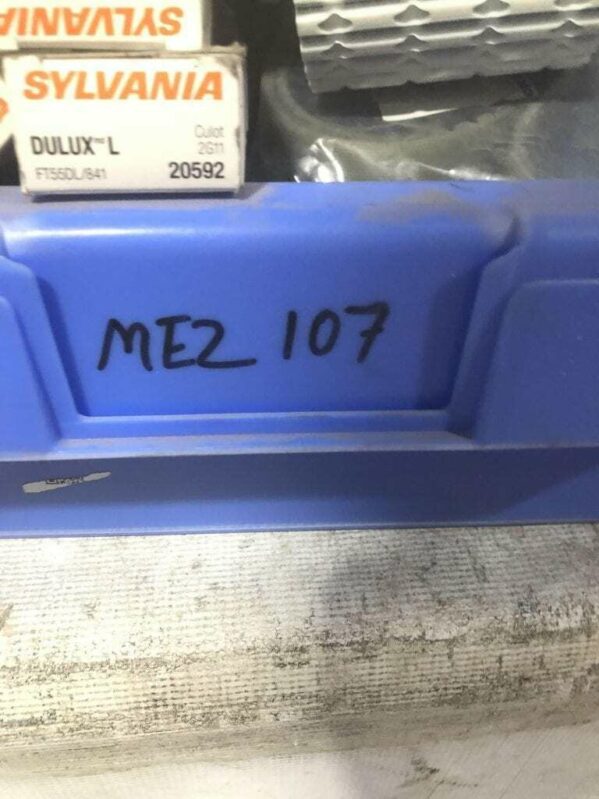 SYLVANIA
SYLVANIA
DULUX L
Culot
2G11
FT55DL/841
20592
MEZ 107